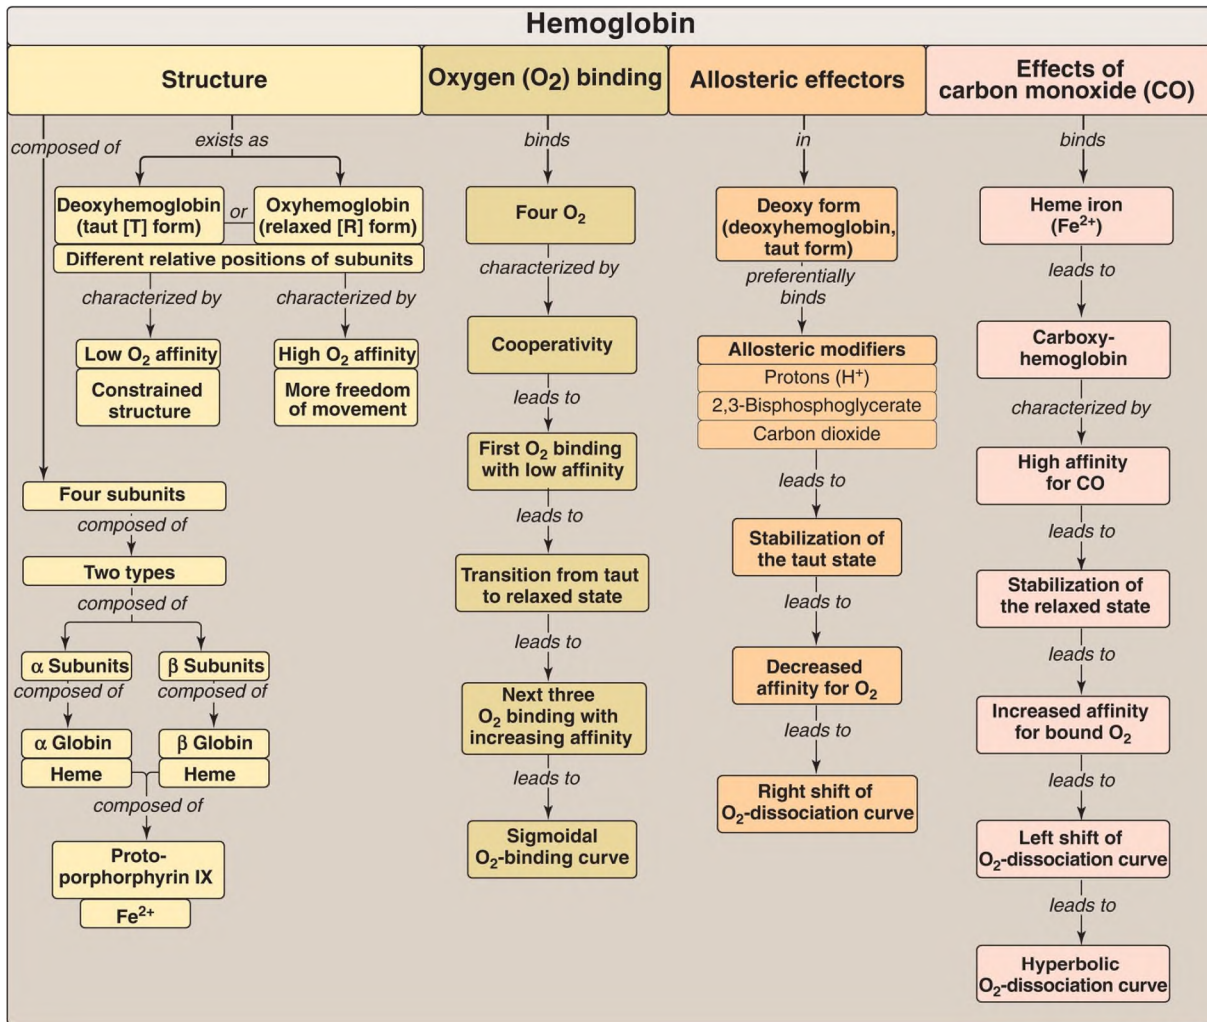 Hemoglobin
Structure
composed of
exists as
Deoxyhemoglobin
(taut [T] form)
or
Oxyhemoglobin
(relaxed [R] form)
Different relative positions of subunits
characterized by
characterized by
Low O₂ affinity
Constrained
structure
High O₂ affinity
More freedom
of movement
Four subunits
composed of
Two types
composed of
α Subunits
β Subunits
composed of
composed of
α Globin
Heme
β Globin
Heme
composed of
Proto-
porphorphyrin IX
Fe²⁺
Oxygen (O₂) binding
binds
Four O₂
characterized by
Cooperativity
leads to
First O₂ binding
with low affinity
leads to
Transition from taut
to relaxed state
leads to
Next three
O₂ binding with
increasing affinity
leads to
Sigmoidal
O₂-binding curve
Allosteric effectors
in
Deoxy form
(deoxyhemoglobin,
taut form)
preferentially
binds
Allosteric modifiers
Protons (H⁺)
2,3-Bisphosphoglycerate
Carbon dioxide
leads to
Stabilization of
the taut state
leads to
Decreased
affinity for O₂
leads to
Right shift of
O₂-dissociation curve
Effects of
carbon monoxide (CO)
binds
Heme iron
(Fe²⁺)
leads to
Carboxy-
hemoglobin
characterized by
High affinity
for CO
leads to
Stabilization of
the relaxed state
leads to
Increased affinity
for bound O₂
leads to
Left shift of
O₂-dissociation curve
leads to
Hyperbolic
O₂-dissociation curve